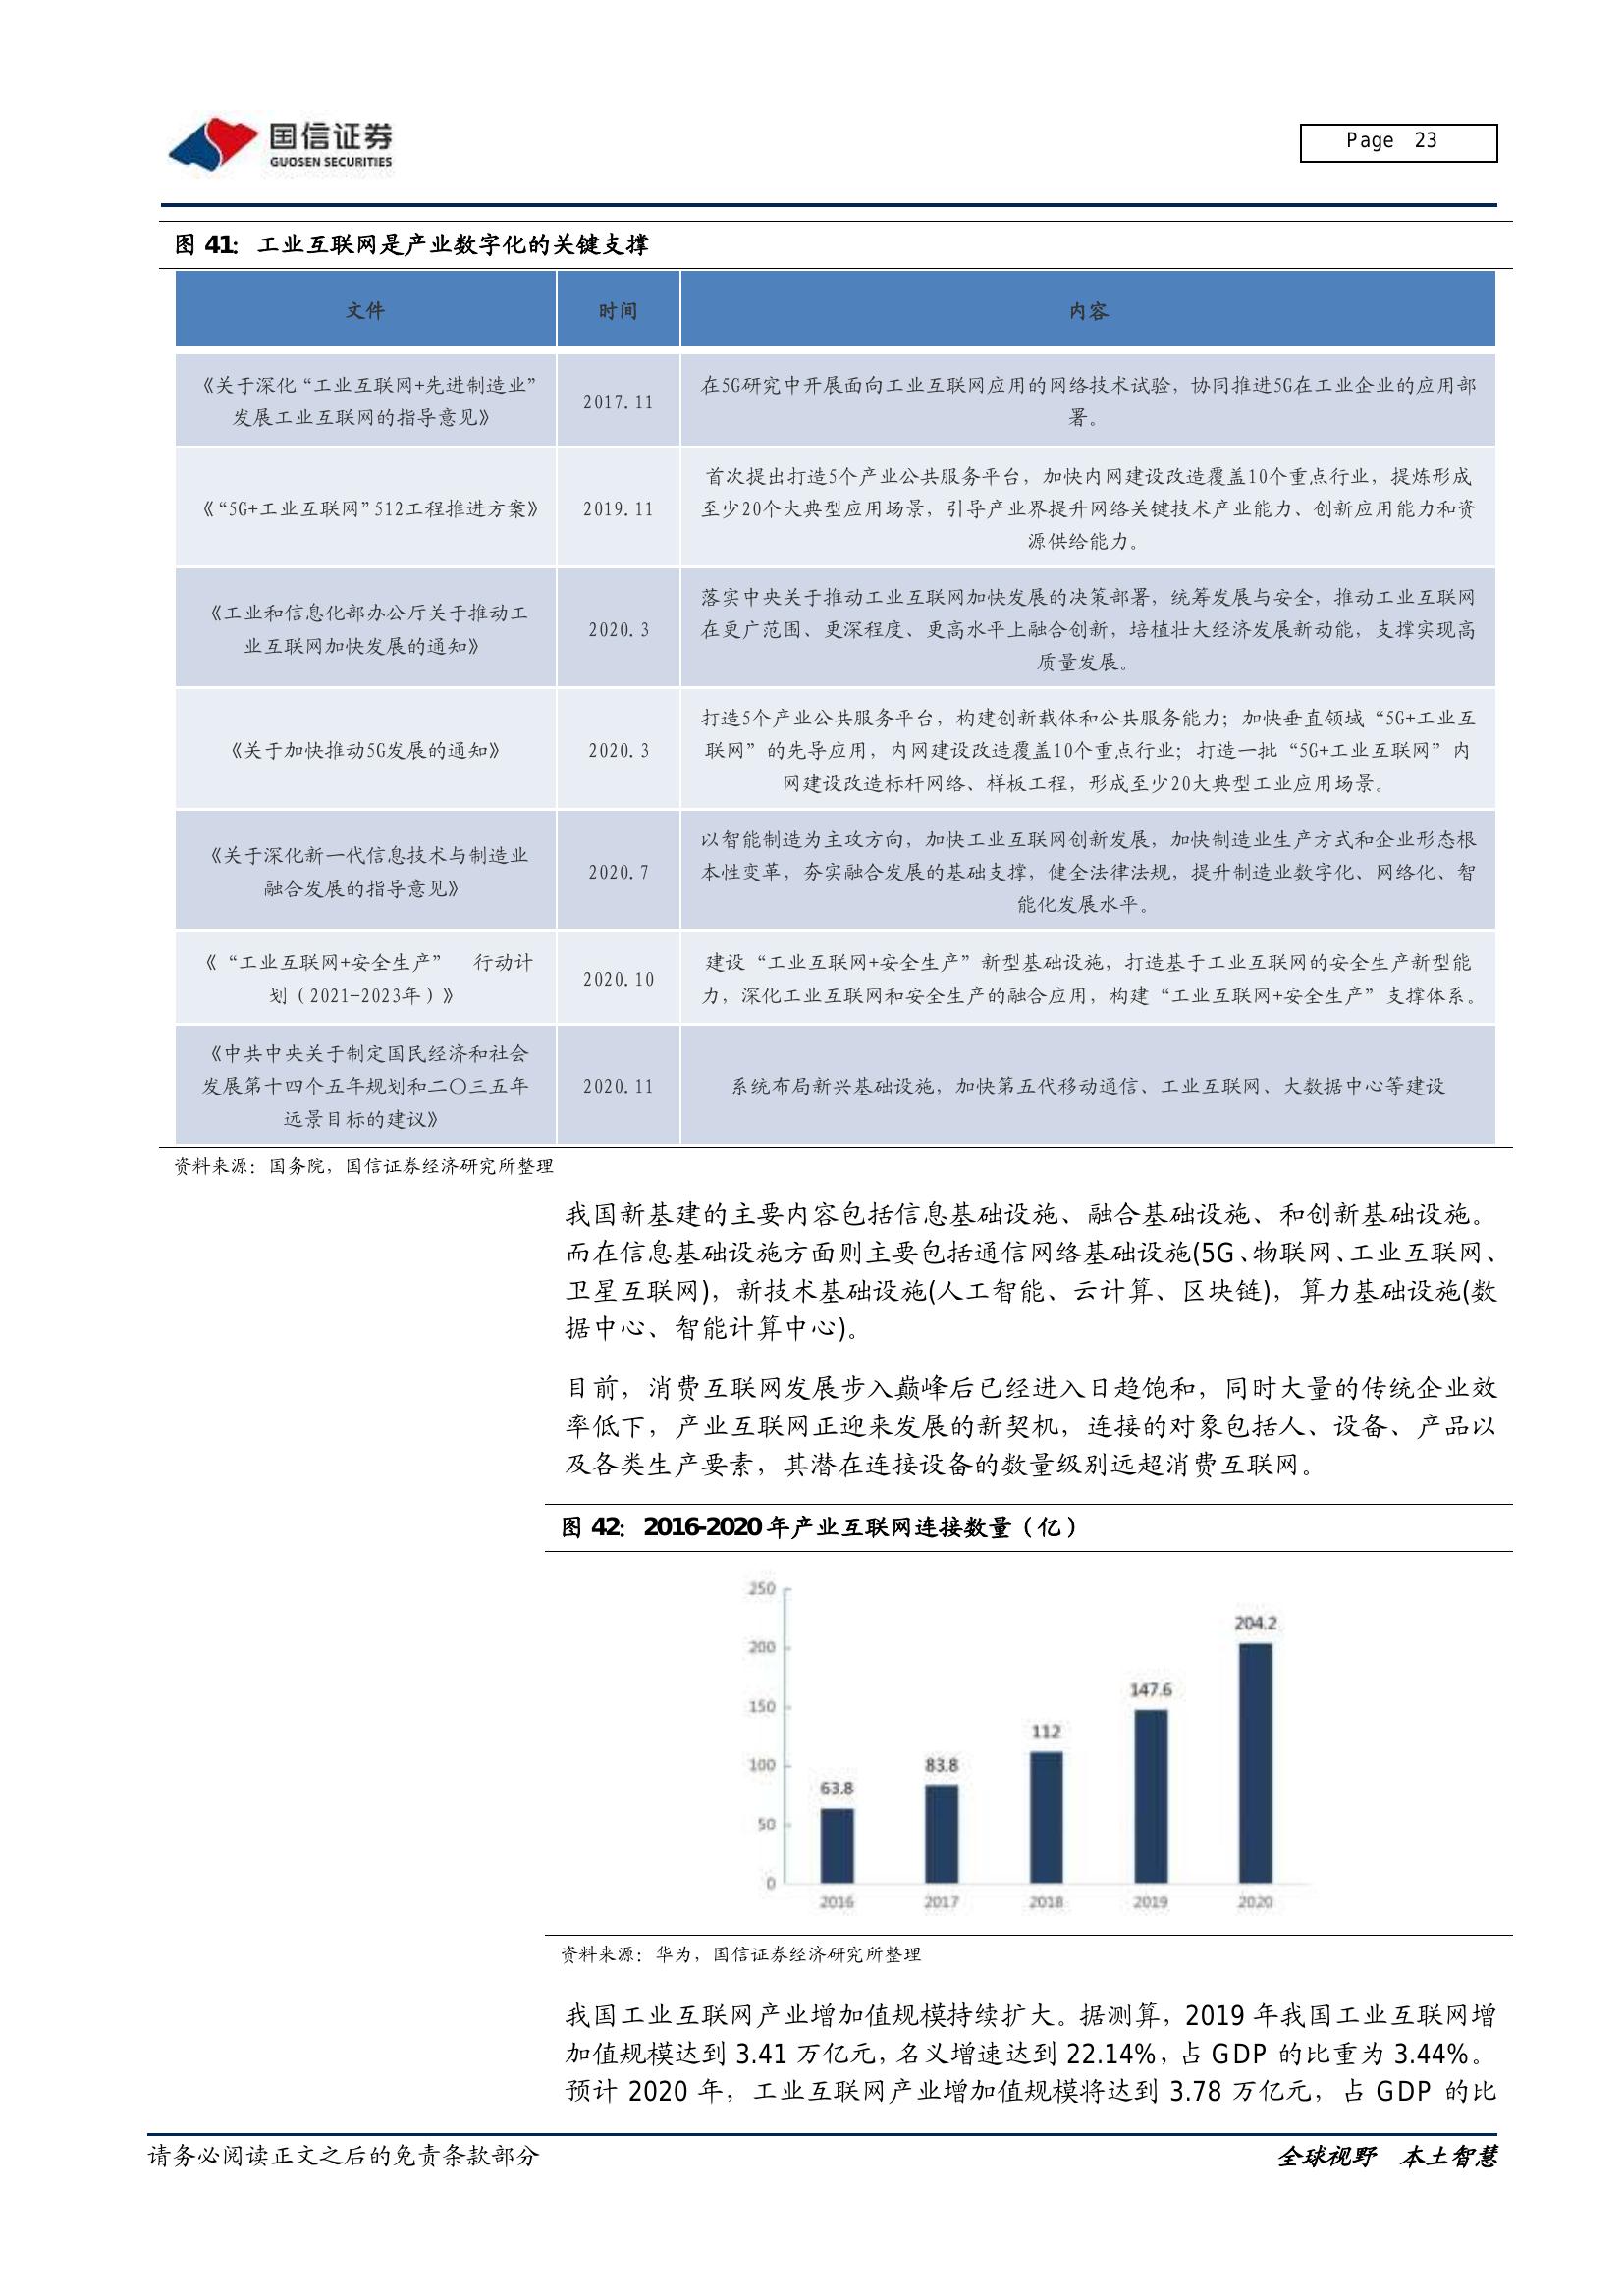 国信证券
GUOSEN SECURITIES
Page 23
图 41：工业互联网是产业数字化的关键支撑
文件
时间
内容
《关于深化“工业互联网+先进制造业”
发展工业互联网的指导意见》
2017.11
在5G研究中开展面向工业互联网应用的网络技术试验，协同推进5G在工业企业的应用部
署。
《“5G+工业互联网”512工程推进方案》
2019.11
首次提出打造5个产业公共服务平台，加快内网建设改造覆盖10个重点行业，提炼形成
至少20个大典型应用场景，引导产业界提升网络关键技术产业能力、创新应用能力和资
源供给能力。
《工业和信息化部办公厅关于推动工
业互联网加快发展的通知》
2020.3
落实中央关于推动工业互联网加快发展的决策部署，统筹发展与安全，推动工业互联网
在更广范围、更深程度、更高水平上融合创新，培植壮大经济发展新动能，支撑实现高
质量发展。
《关于加快推动5G发展的通知》
2020.3
打造5个产业公共服务平台，构建创新载体和公共服务能力；加快垂直领域“5G+工业互
联网”的先导应用，内网建设改造覆盖10个重点行业；打造一批“5G+工业互联网”内
网建设改造标杆网络、样板工程，形成至少20大典型工业应用场景。
《关于深化新一代信息技术与制造业
融合发展的指导意见》
2020.7
以智能制造为主攻方向，加快工业互联网创新发展，加快制造业生产方式和企业形态根
本性变革，夯实融合发展的基础支撑，健全法律法规，提升制造业数字化、网络化、智
能化发展水平。
《“工业互联网+安全生产” 行动计
划（2021-2023年）》
2020.10
建设“工业互联网+安全生产”新型基础设施，打造基于工业互联网的安全生产新型能
力，深化工业互联网和安全生产的融合应用，构建“工业互联网+安全生产”支撑体系。
《中共中央关于制定国民经济和社会
发展第十四个五年规划和二〇三五年
远景目标的建议》
2020.11
系统布局新兴基础设施，加快第五代移动通信、工业互联网、大数据中心等建设
资料来源：国务院，国信证券经济研究所整理
我国新基建的主要内容包括信息基础设施、融合基础设施、和创新基础设施。
而在信息基础设施方面则主要包括通信网络基础设施(5G、物联网、工业互联网、
卫星互联网)，新技术基础设施(人工智能、云计算、区块链)，算力基础设施(数
据中心、智能计算中心)。
目前，消费互联网发展步入巅峰后已经进入日趋饱和，同时大量的传统企业效
率低下，产业互联网正迎来发展的新契机，连接的对象包括人、设备、产品以
及各类生产要素，其潜在连接设备的数量级别远超消费互联网。
图 42：2016-2020 年产业互联网连接数量（亿）
250
200
150
100
50
0
63.8
83.8
112
147.6
204.2
2016
2017
2018
2019
2020
资料来源：华为，国信证券经济研究所整理
我国工业互联网产业增加值规模持续扩大。据测算，2019 年我国工业互联网增
加值规模达到 3.41 万亿元，名义增速达到 22.14%，占 GDP 的比重为 3.44%。
预计 2020 年，工业互联网产业增加值规模将达到 3.78 万亿元，占 GDP 的比
请务必阅读正文之后的免责条款部分
全球视野 本土智慧